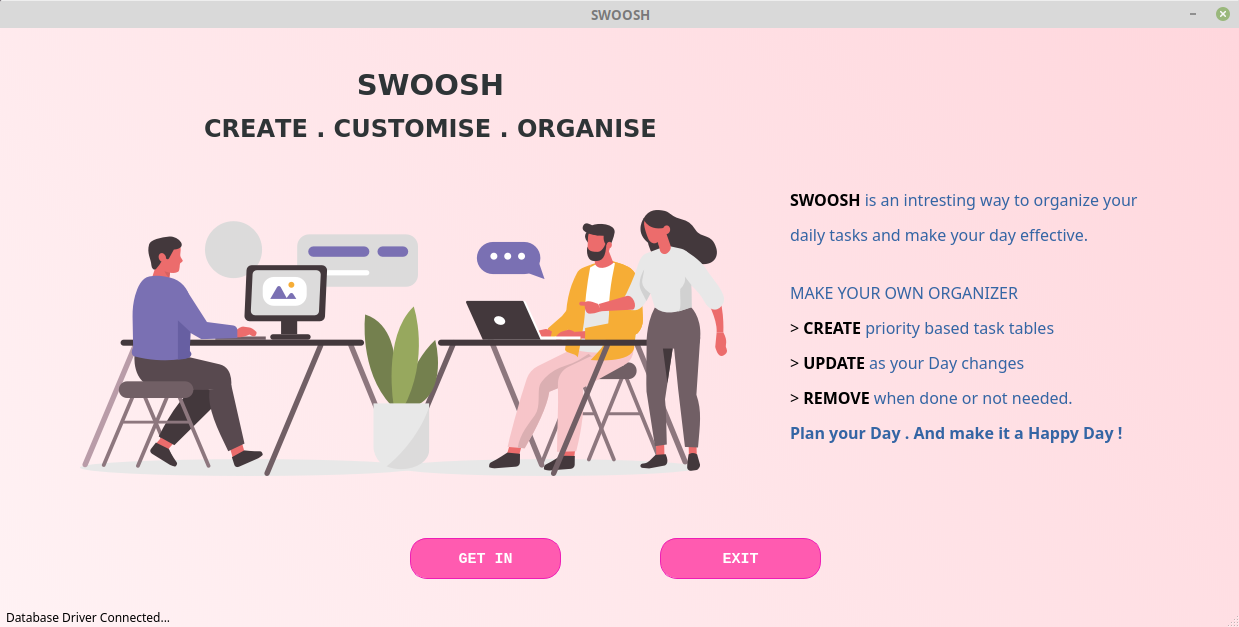 SWOOSH
SWOOSH
CREATE . CUSTOMISE . ORGANISE
SWOOSH is an intresting way to organize your
daily tasks and make your day effective.
MAKE YOUR OWN ORGANIZER
> CREATE priority based task tables
> UPDATE as your Day changes
> REMOVE when done or not needed.
Plan your Day . And make it a Happy Day !
GET IN
EXIT
Database Driver Connected...